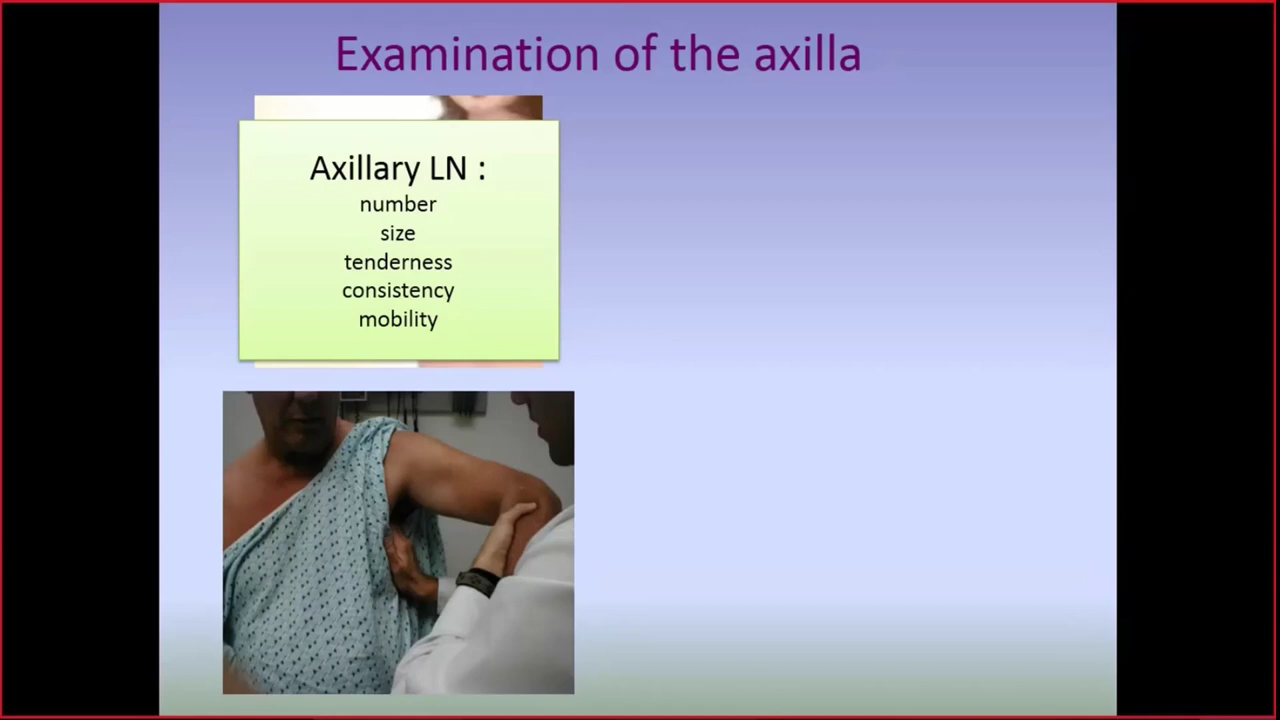 Examination of the axilla
Axillary LN :
number
size
tenderness
consistency
mobility